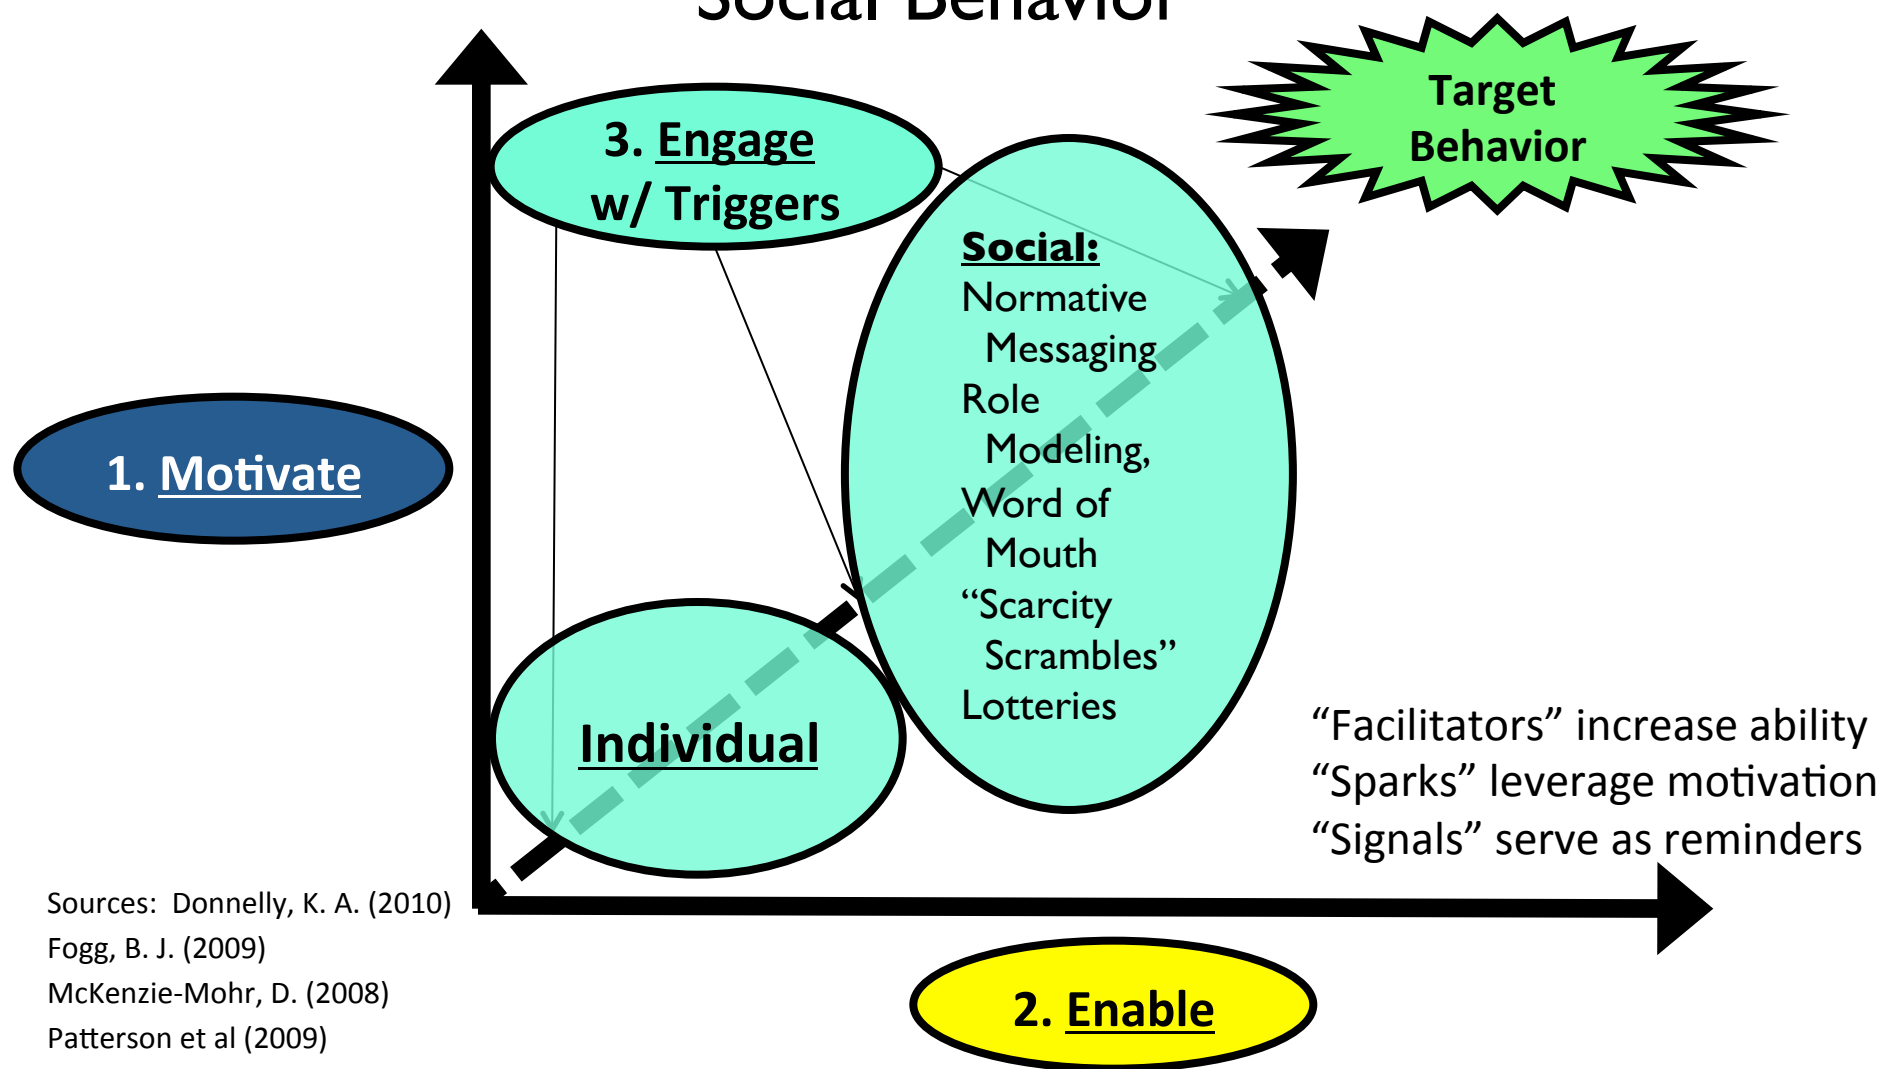 Social Behavior
Target
Behavior
3. Engage
w/ Triggers
Social:
Normative
Messaging
Role
Modeling,
Word of
Mouth
“Scarcity
Scrambles”
Lotteries
1. Motivate
Individual
“Facilitators” increase ability
“Sparks” leverage motivation
“Signals” serve as reminders
Sources:  Donnelly, K. A. (2010)
Fogg, B. J. (2009)
McKenzie-Mohr, D. (2008)
Patterson et al (2009)
2. Enable